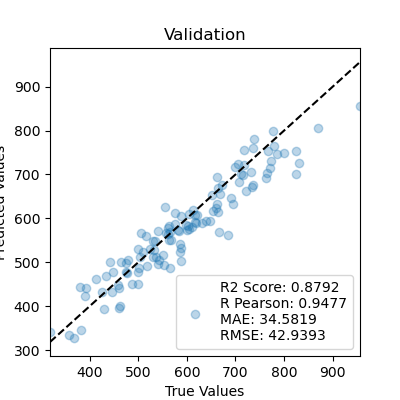 Validation
Predicted Values
900
800
700
600
500
400
300
R2 Score: 0.8792
R Pearson: 0.9477
MAE: 34.5819
RMSE: 42.9393
400 500 600 700 800 900
True Values